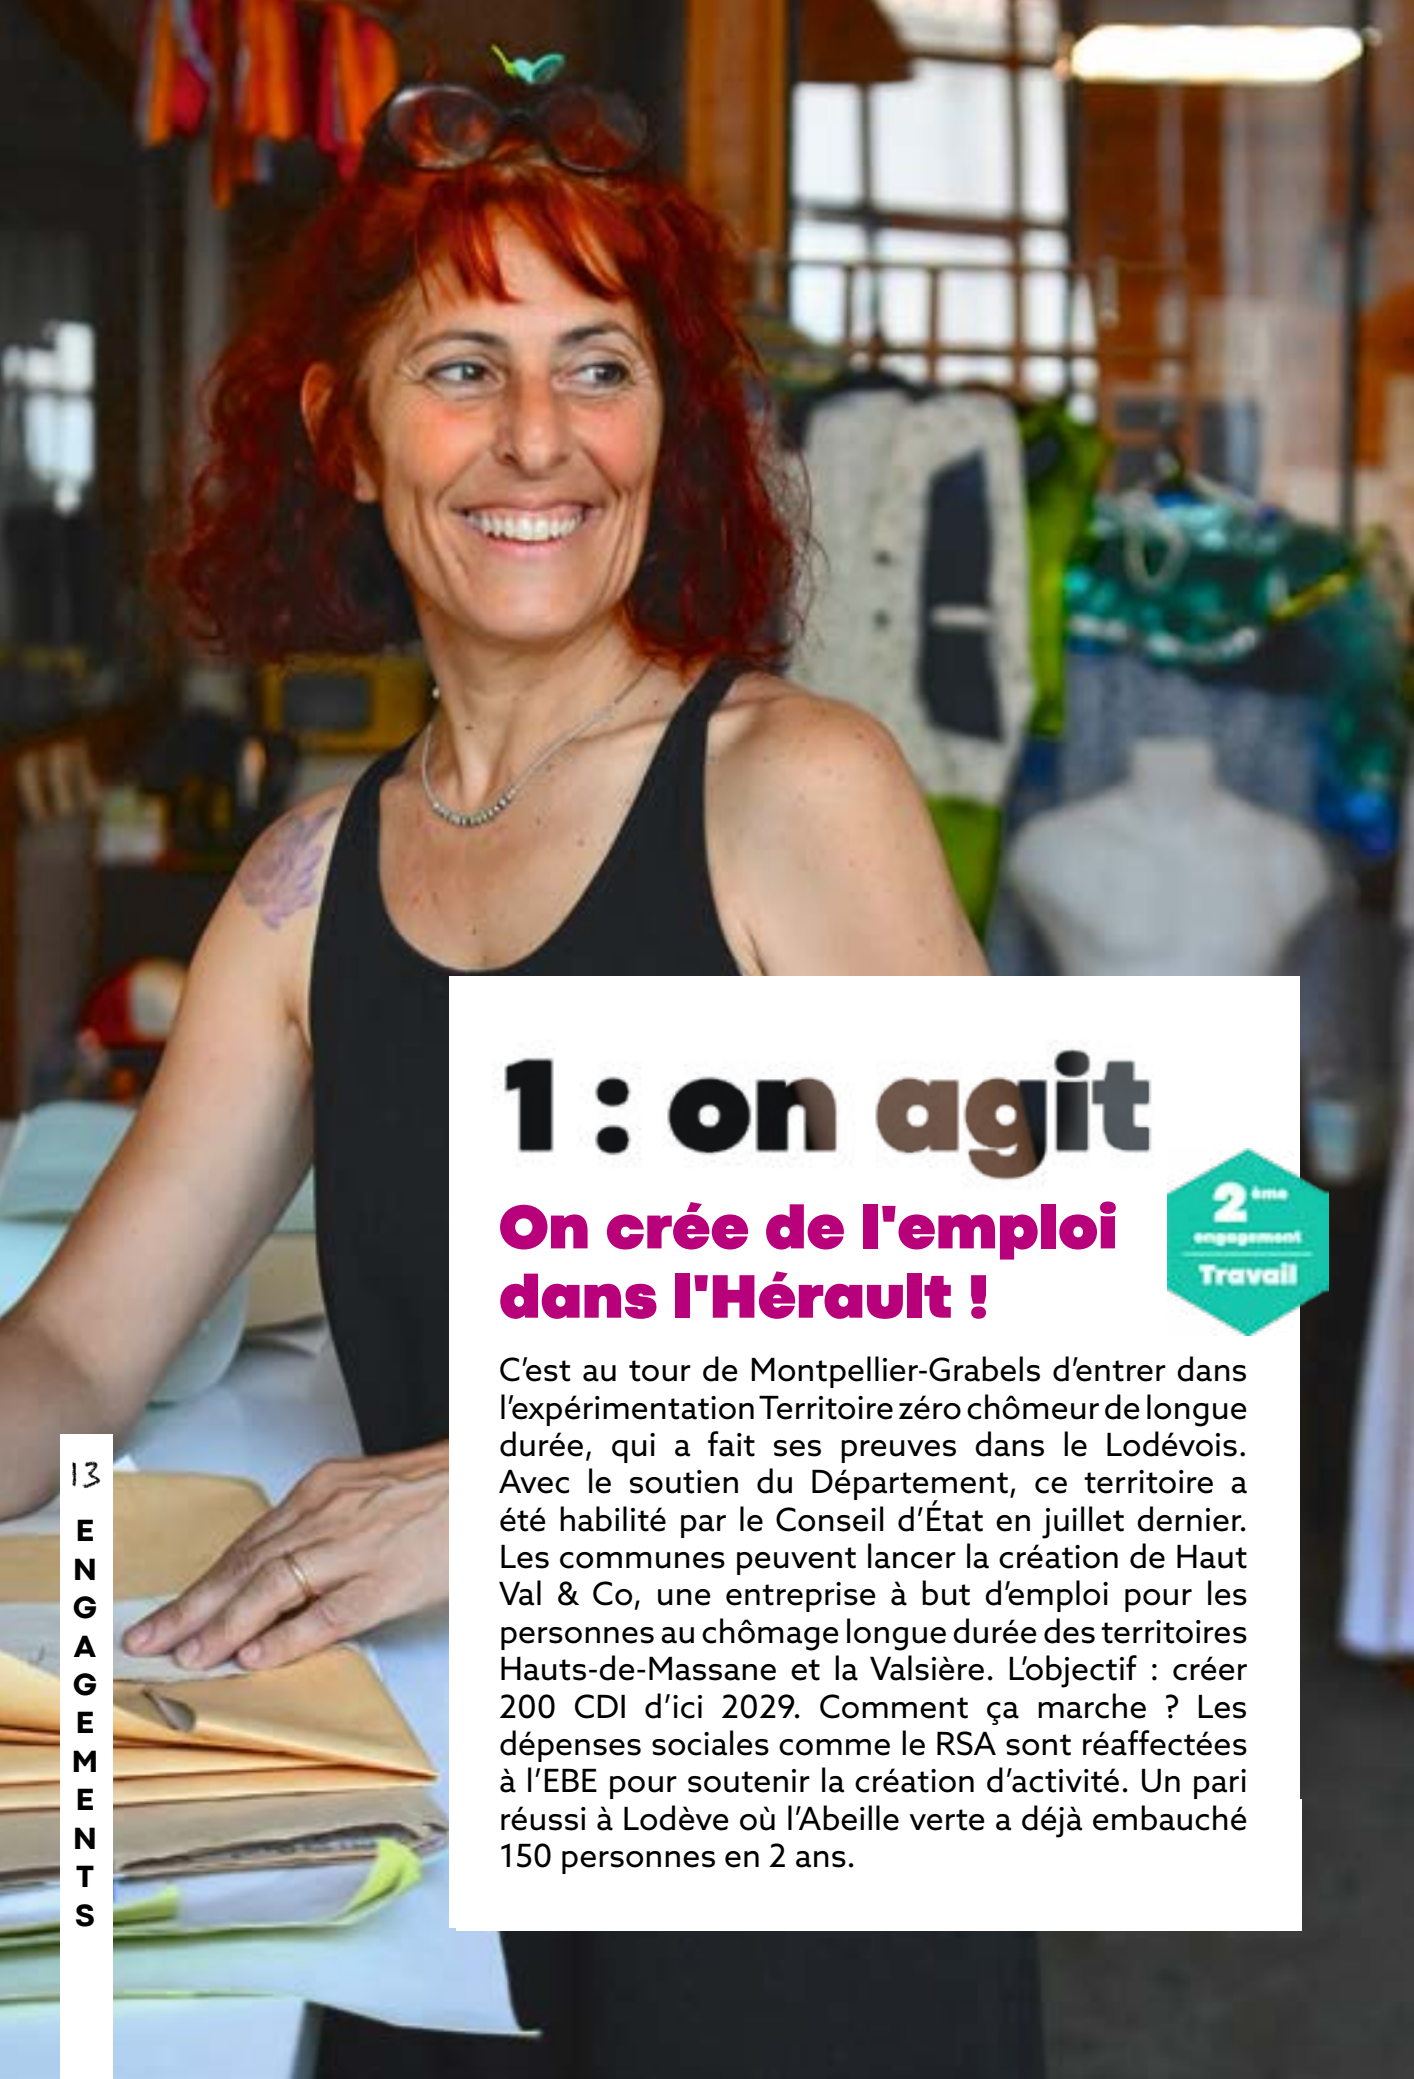 1 : on agit
On crée de l'emploi
dans l'Hérault !
2ème
engagement
Travail
C’est au tour de Montpellier-Grabels d’entrer dans
l’expérimentation Territoire zéro chômeur de longue
durée, qui a fait ses preuves dans le Lodévois.
Avec le soutien du Département, ce territoire a
été habilité par le Conseil d’État en juillet dernier.
Les communes peuvent lancer la création de Haut
Val & Co, une entreprise à but d’emploi pour les
personnes au chômage longue durée des territoires
Hauts-de-Massane et la Valsière. L’objectif : créer
200 CDI d’ici 2029. Comment ça marche ? Les
dépenses sociales comme le RSA sont réaffectées
à l’EBE pour soutenir la création d’activité. Un pari
réussi à Lodève où l’Abeille verte a déjà embauché
150 personnes en 2 ans.
13
ENGAGEMENTS